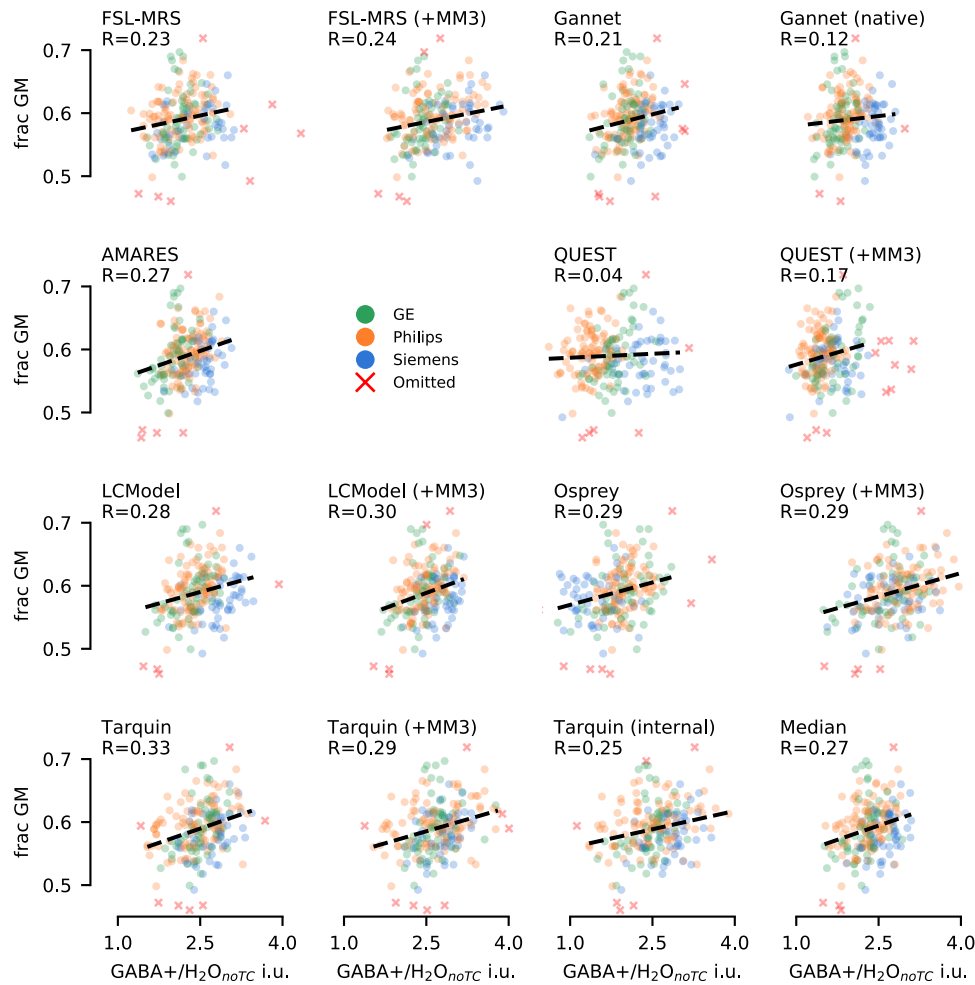 FSL-MRS
R=0.23
FSL-MRS (+MM3)
R=0.24
Gannet
R=0.21
Gannet (native)
R=0.12
frac GM
0.7
0.6
0.5
AMARES
R=0.27
GE
Philips
Siemens
Omitted
QUEST
R=0.04
QUEST (+MM3)
R=0.17
frac GM
0.7
0.6
0.5
LCModel
R=0.28
LCModel (+MM3)
R=0.30
Osprey
R=0.29
Osprey (+MM3)
R=0.29
frac GM
0.7
0.6
0.5
Tarquin
R=0.33
Tarquin (+MM3)
R=0.29
Tarquin (internal)
R=0.25
Median
R=0.27
frac GM
0.7
0.6
0.5
1.0 2.5 4.0
1.0 2.5 4.0
1.0 2.5 4.0
1.0 2.5 4.0
GABA+/H₂O_noTC i.u.
GABA+/H₂O_noTC i.u.
GABA+/H₂O_noTC i.u.
GABA+/H₂O_noTC i.u.